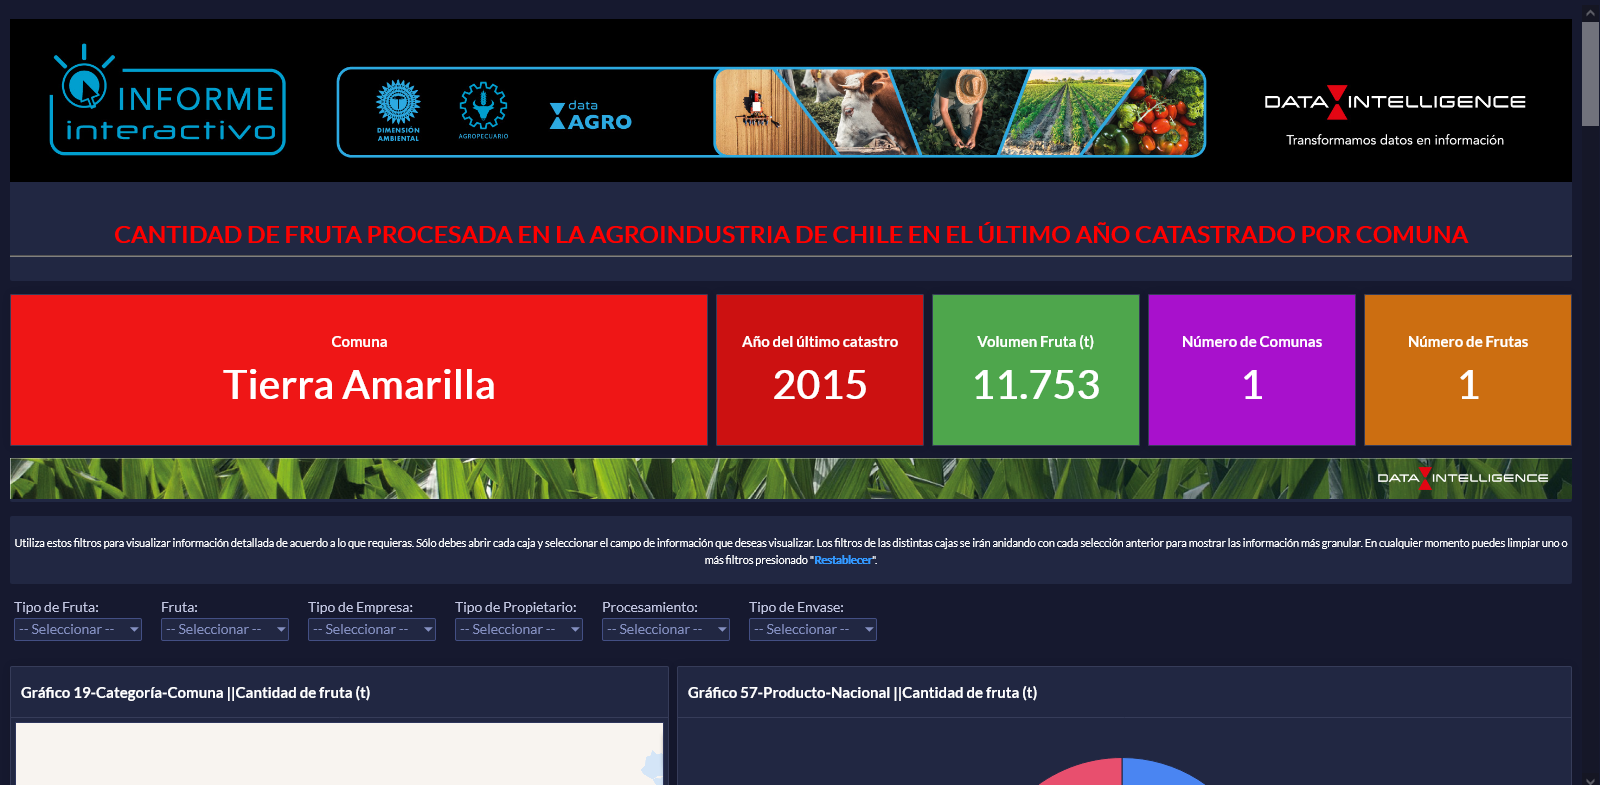 INFORME
interactivo
DIMENSIÓN
AMBIENTAL
AGROPECUARIO
data
AGRO
DATA INTELLIGENCE
Transformamos datos en información
CANTIDAD DE FRUTA PROCESADA EN LA AGROINDUSTRIA DE CHILE EN EL ÚLTIMO AÑO CATASTRADO POR COMUNA
Comuna
Tierra Amarilla
Año del último catastro
2015
Volumen Fruta (t)
11.753
Número de Comunas
1
Número de Frutas
1
DATA INTELLIGENCE
Utiliza estos filtros para visualizar información detallada de acuerdo a lo que requieras. Sólo debes abrir cada caja y seleccionar el campo de información que deseas visualizar. Los filtros de las distintas cajas se irán anidando con cada selección anterior para mostrar las información más granular. En cualquier momento puedes limpiar uno o
más filtros presionado "Restablecer".
Tipo de Fruta:
-- Seleccionar --
Fruta:
-- Seleccionar --
Tipo de Empresa:
-- Seleccionar --
Tipo de Propietario:
-- Seleccionar --
Procesamiento:
-- Seleccionar --
Tipo de Envase:
-- Seleccionar --
Gráfico 19-Categoría-Comuna ||Cantidad de fruta (t)
Gráfico 57-Producto-Nacional ||Cantidad de fruta (t)